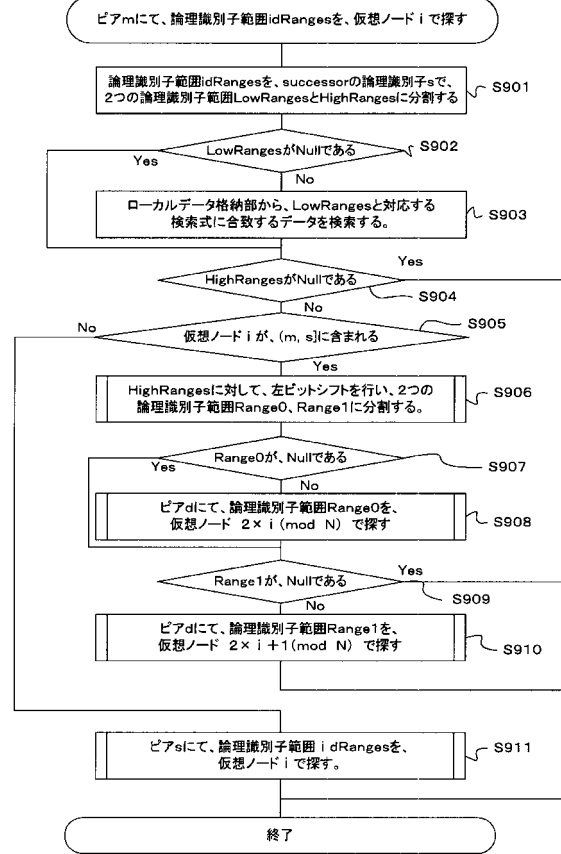 ピアmにて、論理識別子範囲idRangesを、仮想ノードiで探す
論理識別子範囲idRangesを、successorの論理識別子sで、
2つの論理識別子範囲LowRangesとHighRangesに分割する
S901
LowRangesがNullである
S902
Yes
No
ローカルデータ格納部から、LowRangesと対応する
検索式に合致するデータを検索する。
S903
HighRangesがNullである
Yes
S904
No
仮想ノードiが、(m, s]に含まれる
S905
No
Yes
HighRangesに対して、左ビットシフトを行い、2つの
論理識別子範囲Range0、Range1に分割する。
S906
Range0が、Nullである
S907
Yes
No
ピアdにて、論理識別子範囲Range0を、
仮想ノード 2×i(mod N) で探す
S908
Range1が、Nullである
Yes
S909
No
ピアdにて、論理識別子範囲Range1を、
仮想ノード 2×i+1(mod N) で探す
S910
ピアsにて、論理識別子範囲idRangesを、
仮想ノードiで探す。
S911
終了